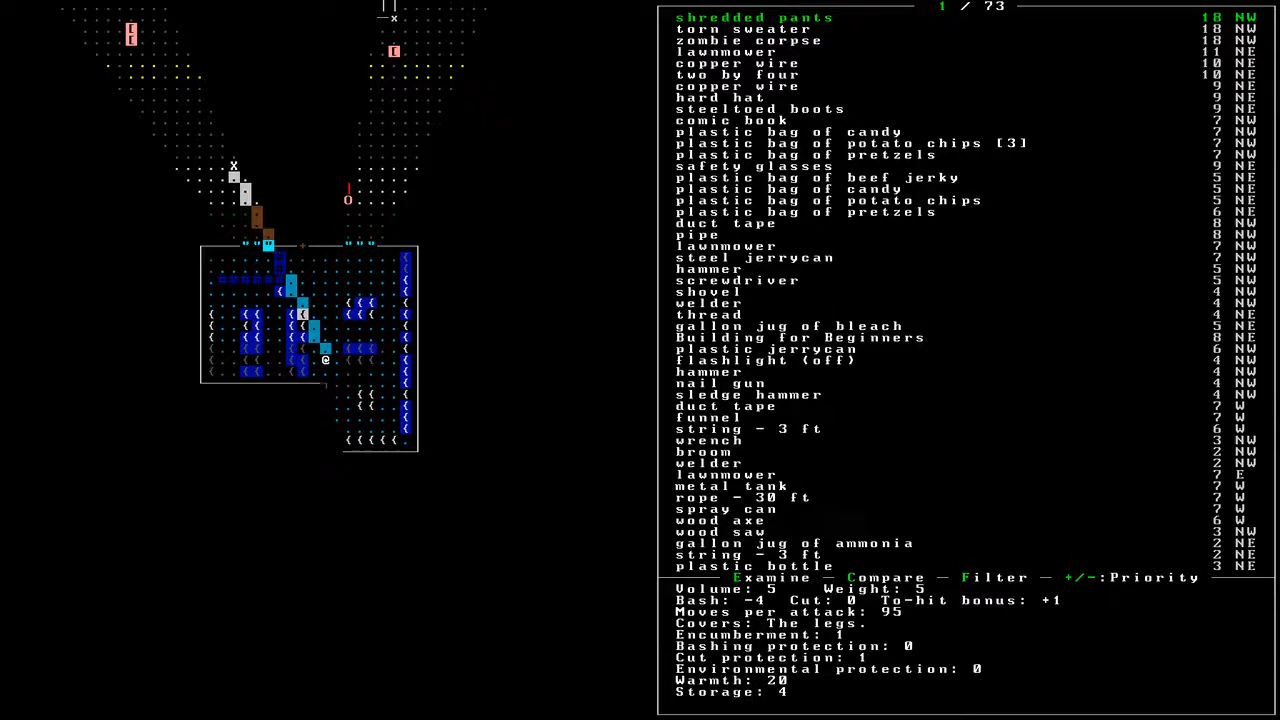 1 / 73
shredded pants 18 NW
torn sweater 18 NW
zombie corpse 18 NW
lawnmower 11 NE
copper wire 10 NE
two by four 10 NE
copper wire 9 NE
hard hat 9 NE
steeltoed boots 9 NE
comic book 7 NW
plastic bag of candy 7 NW
plastic bag of potato chips [3] 7 NW
plastic bag of pretzels 7 NW
safety glasses 9 NE
plastic bag of beef jerky 5 NE
plastic bag of candy 5 NE
plastic bag of potato chips 5 NE
plastic bag of pretzels 6 NE
duct tape 8 NW
pipe 8 NW
lawnmower 7 NW
steel jerrycan 7 NW
hammer 5 NW
screwdriver 5 NW
shovel 4 NW
welder 4 NW
thread 4 NE
gallon jug of bleach 5 NE
Building for Beginners 8 NE
plastic jerrycan 6 NW
flashlight (off) 4 NW
hammer 4 NW
nail gun 4 NW
sledge hammer 4 NW
duct tape 7 W
funnel 7 W
string - 3 ft 6 W
wrench 3 NW
broom 2 NW
welder 2 NW
lawnmower 7 E
metal tank 7 W
rope - 30 ft 7 W
spray can 7 W
wood axe 6 W
wood saw 3 NW
gallon jug of ammonia 2 NE
string - 3 ft 2 NE
plastic bottle 3 NE
Examine - Compare - Filter - +/-:Priority
Volume: 5 Weight: 5
Bash: -4 Cut: 0 To-hit bonus: +1
Moves per attack: 95
Covers: The legs.
Encumberment: 1
Bashing protection: 0
Cut protection: 1
Environmental protection: 0
Warmth: 20
Storage: 4